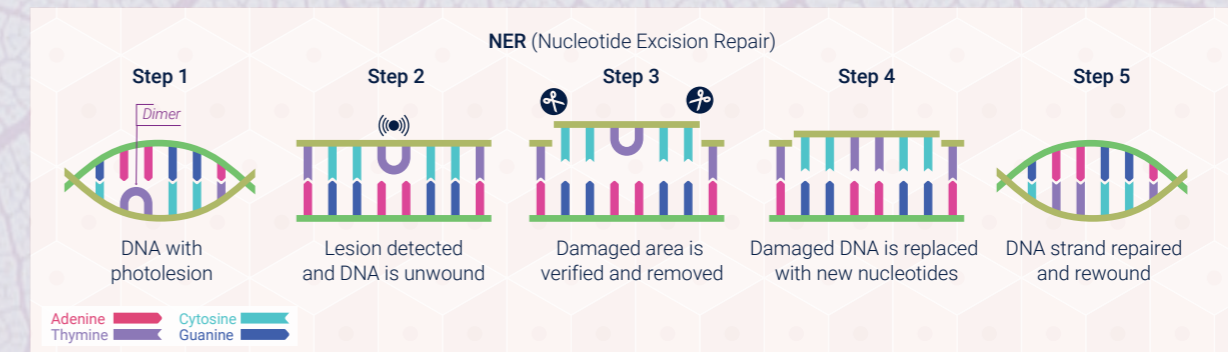 NER (Nucleotide Excision Repair)
Step 1
Dimer
DNA with
photolesion
Step 2
Lesion detected
and DNA is unwound
Step 3
Damaged area is
verified and removed
Step 4
Damaged DNA is replaced
with new nucleotides
Step 5
DNA strand repaired
and rewound
Adenine
Cytosine
Thymine
Guanine